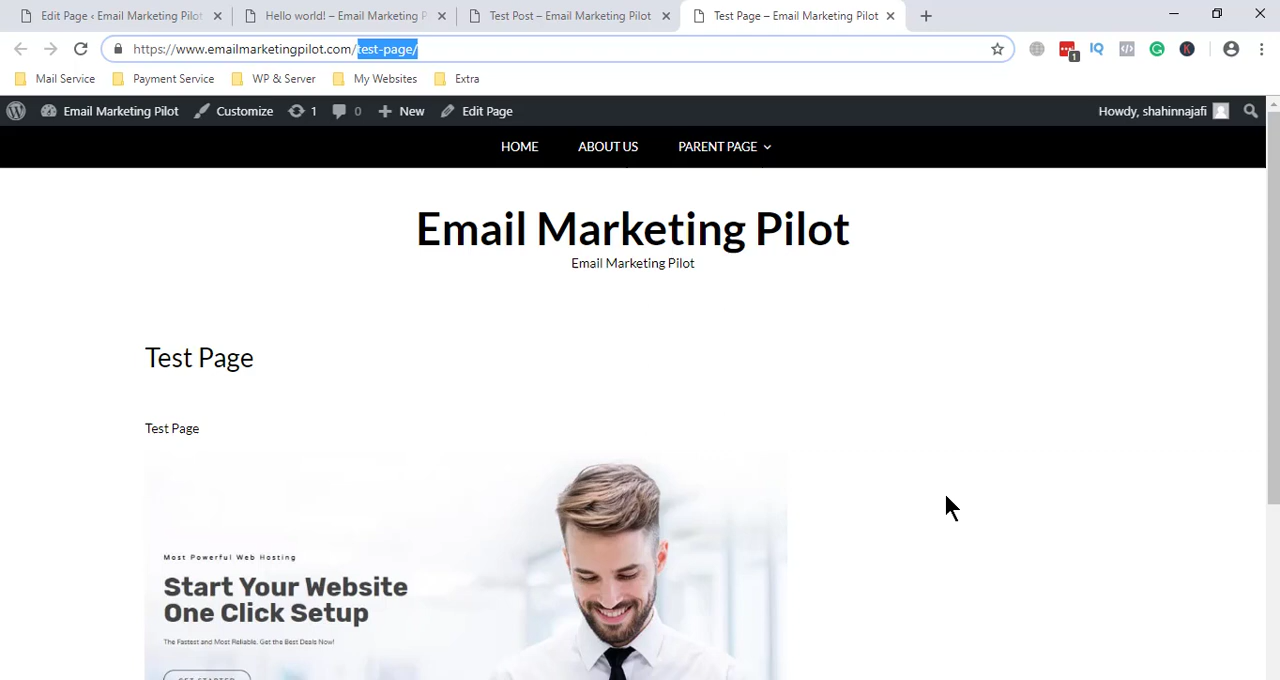 Edit Page ‹ Email Marketing Pilot
Hello world! – Email Marketing P
Test Post – Email Marketing Pilot
Test Page – Email Marketing Pilot
https://www.emailmarketingpilot.com/test-page/
1
IQ
K
Mail Service
Payment Service
WP & Server
My Websites
Extra
Email Marketing Pilot
Customize
1
0
New
Edit Page
Howdy, shahinnajafi
HOME
ABOUT US
PARENT PAGE
Email Marketing Pilot
Email Marketing Pilot
Test Page
Test Page
Most Powerful Web Hosting
Start Your Website
One Click Setup
The Fastest and Most Reliable. Get the Best Deals Now!
GET STARTED